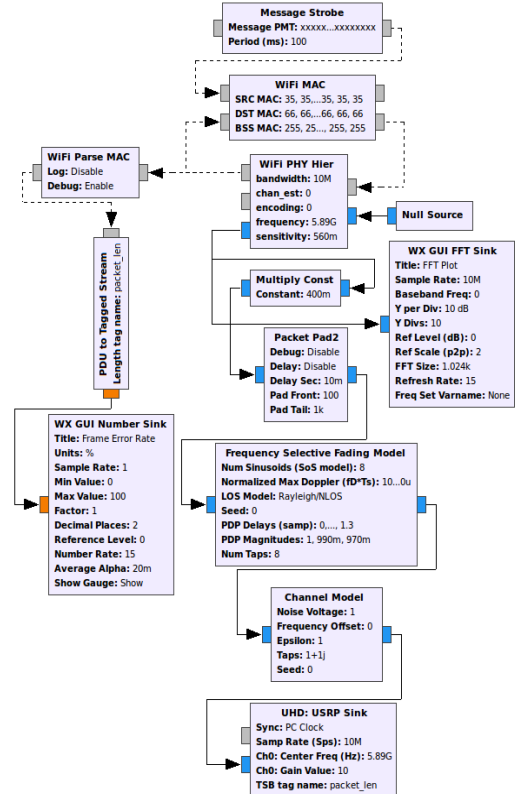 Message Strobe
Message PMT: xxxxx...xxxxxxxx
Period (ms): 100
WiFi MAC
SRC MAC: 35, 35,...35, 35, 35
DST MAC: 66, 66,...66, 66, 66
BSS MAC: 255, 25..., 255, 255
WiFi Parse MAC
Log: Disable
Debug: Enable
WiFi PHY Hier
bandwidth: 10M
chan_est: 0
encoding: 0
frequency: 5.89G
sensitivity: 560m
Null Source
PDU to Tagged Stream
Length tag name: packet_len
Multiply Const
Constant: 400m
WX GUI FFT Sink
Title: FFT Plot
Sample Rate: 10M
Baseband Freq: 0
Y per Div: 10 dB
Y Divs: 10
Ref Level (dB): 0
Ref Scale (p2p): 2
FFT Size: 1.024k
Refresh Rate: 15
Freq Set Varname: None
Packet Pad2
Debug: Disable
Delay: Disable
Delay Sec: 10m
Pad Front: 100
Pad Tail: 1k
WX GUI Number Sink
Title: Frame Error Rate
Units: %
Sample Rate: 1
Min Value: 0
Max Value: 100
Factor: 1
Decimal Places: 2
Reference Level: 0
Number Rate: 15
Average Alpha: 20m
Show Gauge: Show
Frequency Selective Fading Model
Num Sinusoids (SoS model): 8
Normalized Max Doppler (fD*Ts): 10...0u
LOS Model: Rayleigh/NLOS
Seed: 0
PDP Delays (samp): 0,..., 1.3
PDP Magnitudes: 1, 990m, 970m
Num Taps: 8
Channel Model
Noise Voltage: 1
Frequency Offset: 0
Epsilon: 1
Taps: 1+1j
Seed: 0
UHD: USRP Sink
Sync: PC Clock
Samp Rate (Sps): 10M
Ch0: Center Freq (Hz): 5.89G
Ch0: Gain Value: 10
TSB tag name: packet_len